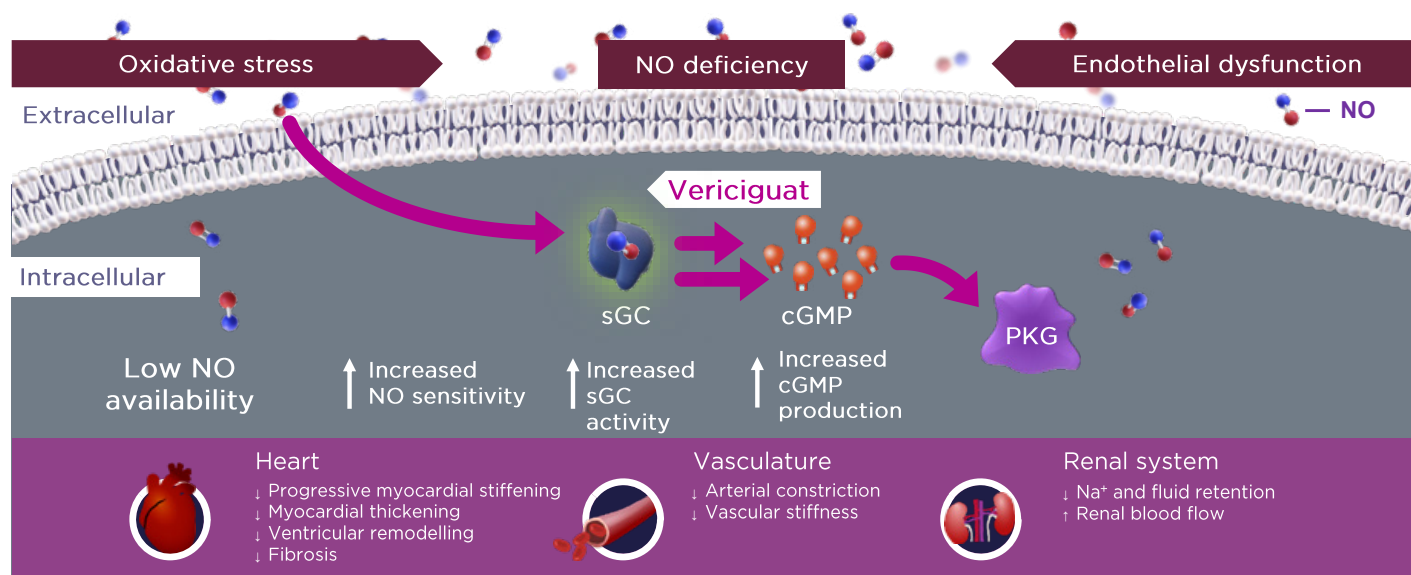 Oxidative stress
NO deficiency
Endothelial dysfunction
Extracellular
NO
Vericiguat
Intracellular
sGC
cGMP
PKG
Low NO
availability
↑ Increased
NO sensitivity
↑ Increased
sGC
activity
↑ Increased
cGMP
production
Heart
↓ Progressive myocardial stiffening
↓ Myocardial thickening
↓ Ventricular remodelling
↓ Fibrosis
Vasculature
↓ Arterial constriction
↓ Vascular stiffness
Renal system
↓ Na⁺ and fluid retention
↑ Renal blood flow